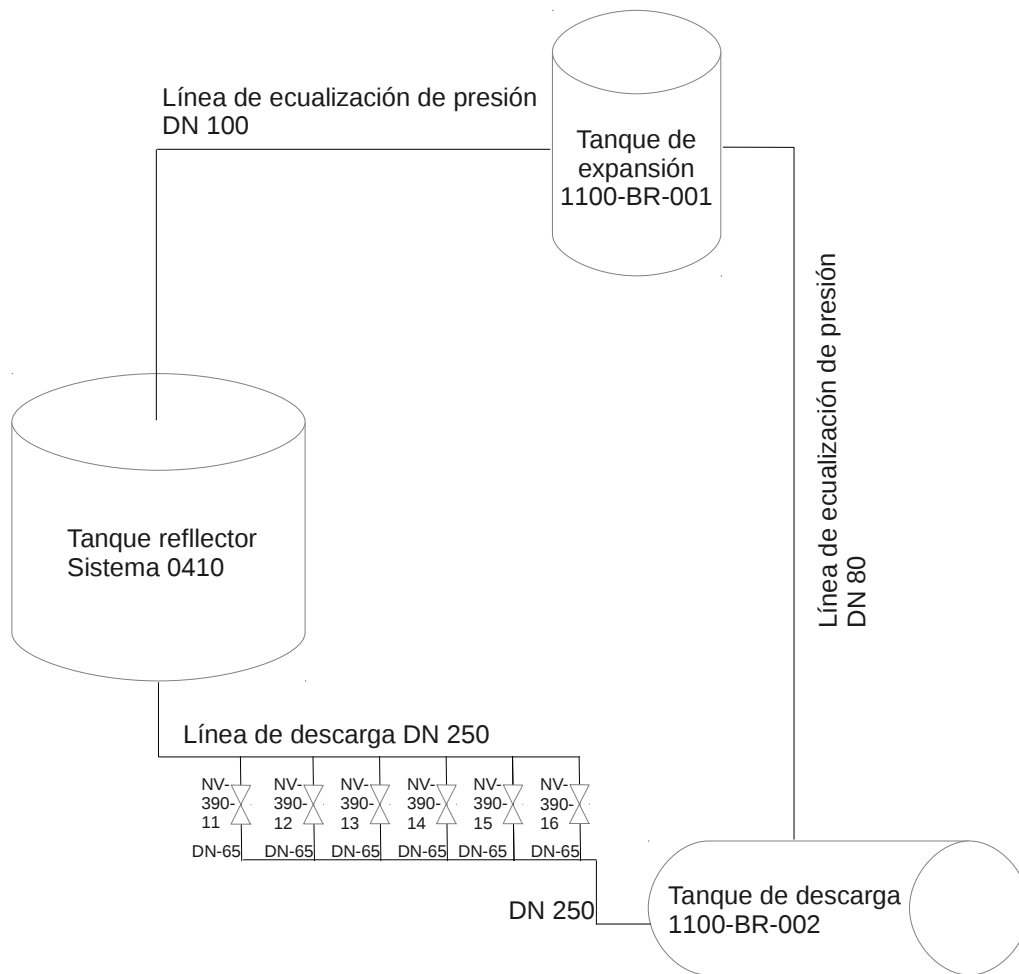 Línea de ecualización de presión
DN 100
Tanque de
expansión
1100-BR-001
Línea de ecualización de presión
DN 80
Tanque refllector
Sistema 0410
Línea de descarga DN 250
NV-
390-
11
NV-
390-
12
NV-
390-
13
NV-
390-
14
NV-
390-
15
NV-
390-
16
DN-65
DN-65
DN-65
DN-65
DN-65
DN-65
DN 250
Tanque de descarga
1100-BR-002